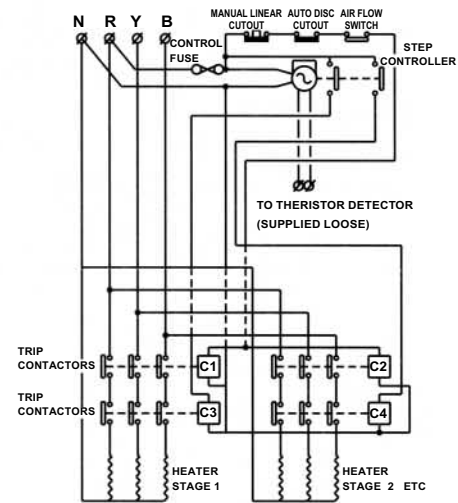 N R Y B
MANUAL LINEAR
CUTOUT
AUTO DISC
CUTOUT
AIR FLOW
SWITCH
CONTROL
FUSE
STEP
CONTROLLER
TO THERISTOR DETECTOR
(SUPPLIED LOOSE)
TRIP
CONTACTORS
C1
C2
TRIP
CONTACTORS
C3
C4
HEATER
STAGE 1
HEATER
STAGE 2 ETC